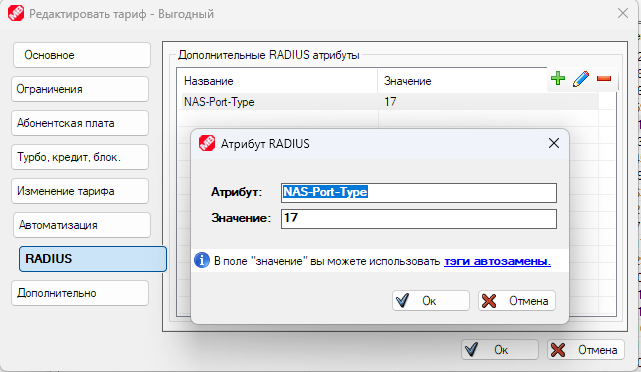 Редактировать тариф - Выгодный
Основное
Ограничения
Абонентская плата
Турбо, кредит, блок.
Изменение тарифа
Автоматизация
RADIUS
Дополнительно
Дополнительные RADIUS атрибуты
Название Значение
NAS-Port-Type 17
Атрибут RADIUS
Атрибут: NAS-Port-Type
Значение: 17
В поле "значение" вы можете использовать тэги автозамены.
Ок Отмена
Ок Отмена